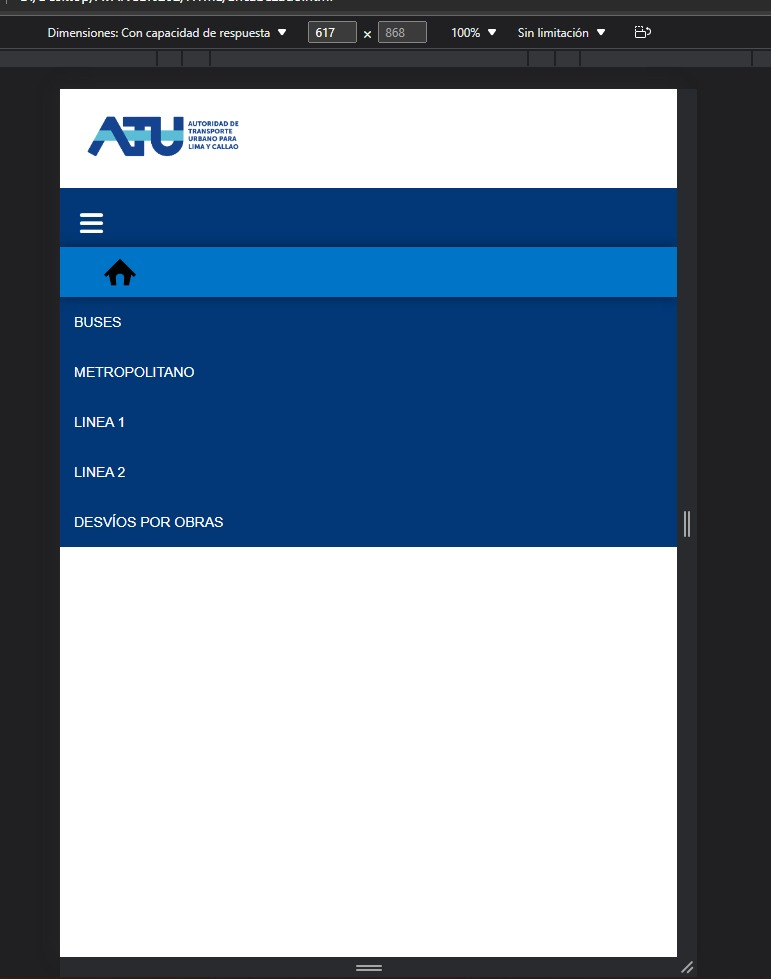 Dimensiones: Con capacidad de respuesta ▼ 617 × 868 100% ▼ Sin limitación ▼
ATU
AUTORIDAD DE
TRANSPORTE
URBANO PARA
LIMA Y CALLAO
BUSES
METROPOLITANO
LINEA 1
LINEA 2
DESVÍOS POR OBRAS